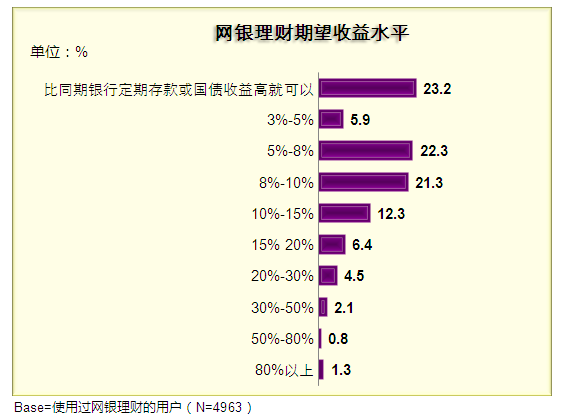 网银理财期望收益水平
单位：%
比同期银行定期存款或国债收益高就可以 23.2
3%-5% 5.9
5%-8% 22.3
8%-10% 21.3
10%-15% 12.3
15% 20% 6.4
20%-30% 4.5
30%-50% 2.1
50%-80% 0.8
80%以上 1.3
Base=使用过网银理财的用户（N=4963）